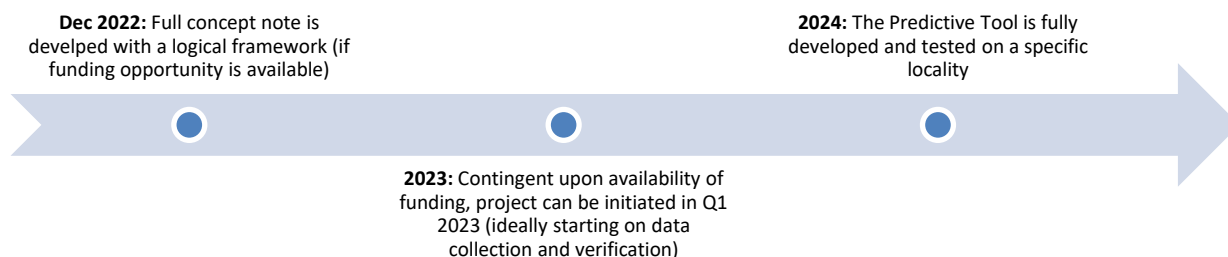 Dec 2022: Full concept note is
develped with a logical framework (if
funding opportunity is available)
2023: Contingent upon availability of
funding, project can be initiated in Q1
2023 (ideally starting on data
collection and verification)
2024: The Predictive Tool is fully
developed and tested on a specific
locality